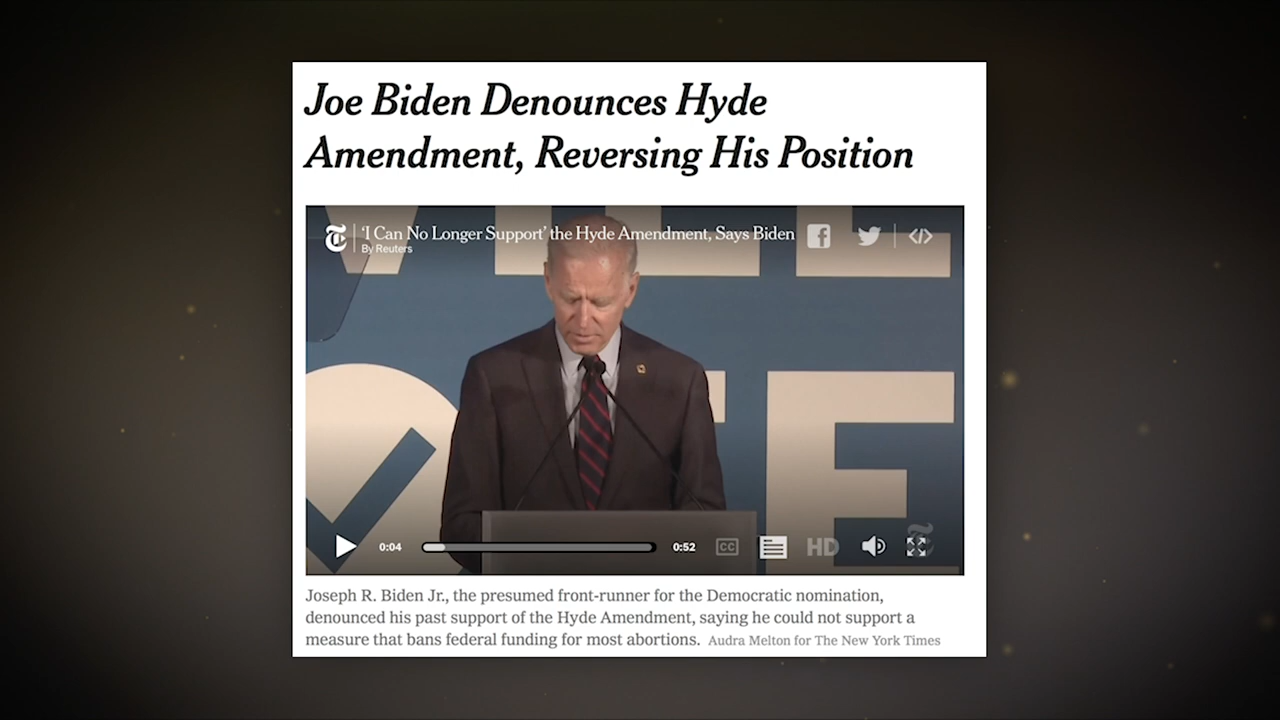 Joe Biden Denounces Hyde
Amendment, Reversing His Position
'I Can No Longer Support' the Hyde Amendment, Says Biden
By Reuters
0:04
0:52
CC
HD
Joseph R. Biden Jr., the presumed front-runner for the Democratic nomination,
denounced his past support of the Hyde Amendment, saying he could not support a
measure that bans federal funding for most abortions. Audra Melton for The New York Times